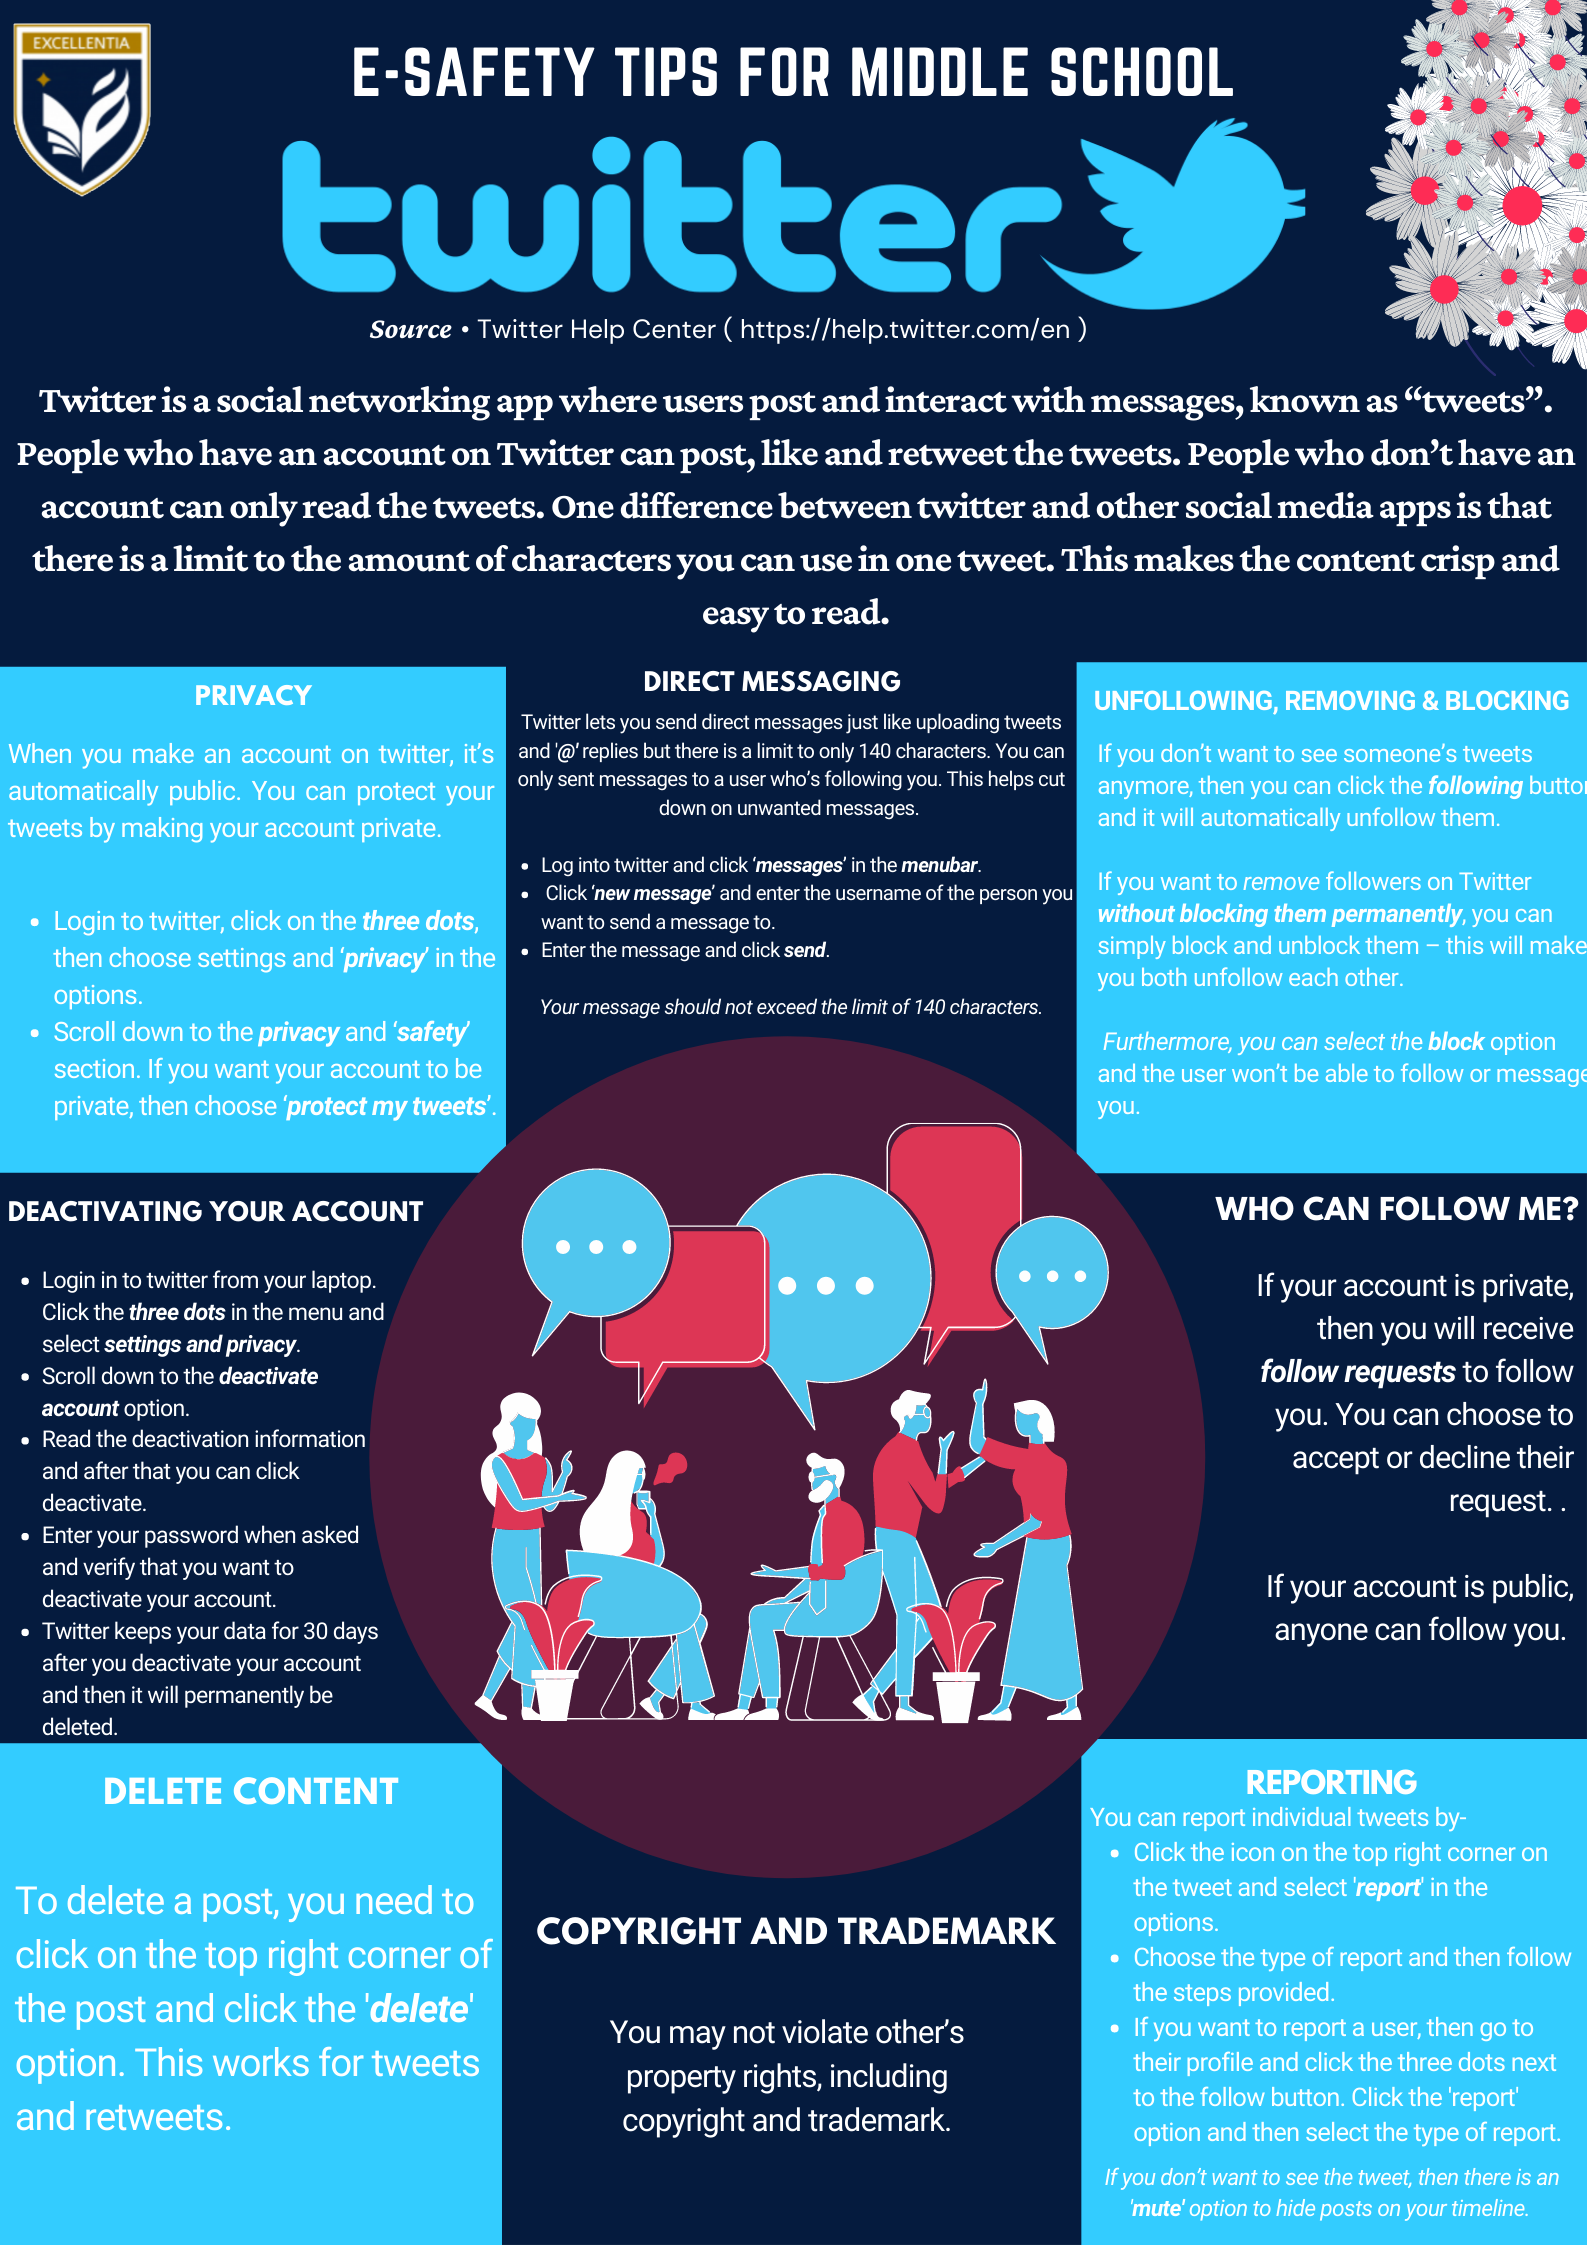 EXCELLENTIA
E-SAFETY TIPS FOR MIDDLE SCHOOL
twitter
Source • Twitter Help Center ( https://help.twitter.com/en )
Twitter is a social networking app where users post and interact with messages, known as “tweets”.
People who have an account on Twitter can post, like and retweet the tweets. People who don’t have an
account can only read the tweets. One difference between twitter and other social media apps is that
there is a limit to the amount of characters you can use in one tweet. This makes the content crisp and
easy to read.
PRIVACY
When you make an account on twitter, it’s
automatically public. You can protect your
tweets by making your account private.
• Login to twitter, click on the three dots,
then choose settings and ‘privacy’ in the
options.
• Scroll down to the privacy and ‘safety’
section. If you want your account to be
private, then choose ‘protect my tweets’.
DIRECT MESSAGING
Twitter lets you send direct messages just like uploading tweets
and '@' replies but there is a limit to only 140 characters. You can
only sent messages to a user who’s following you. This helps cut
down on unwanted messages.
• Log into twitter and click ‘messages’ in the menubar.
• Click ‘new message’ and enter the username of the person you
want to send a message to.
• Enter the message and click send.
Your message should not exceed the limit of 140 characters.
UNFOLLOWING, REMOVING & BLOCKING
If you don’t want to see someone’s tweets
anymore, then you can click the following button
and it will automatically unfollow them.
If you want to remove followers on Twitter
without blocking them permanently, you can
simply block and unblock them – this will make
you both unfollow each other.
Furthermore, you can select the block option
and the user won’t be able to follow or message
you.
DEACTIVATING YOUR ACCOUNT
• Login in to twitter from your laptop.
Click the three dots in the menu and
select settings and privacy.
• Scroll down to the deactivate
account option.
• Read the deactivation information
and after that you can click
deactivate.
• Enter your password when asked
and verify that you want to
deactivate your account.
• Twitter keeps your data for 30 days
after you deactivate your account
and then it will permanently be
deleted.
WHO CAN FOLLOW ME?
If your account is private,
then you will receive
follow requests to follow
you. You can choose to
accept or decline their
request. .
If your account is public,
anyone can follow you.
DELETE CONTENT
To delete a post, you need to
click on the top right corner of
the post and click the 'delete'
option. This works for tweets
and retweets.
COPYRIGHT AND TRADEMARK
You may not violate other’s
property rights, including
copyright and trademark.
REPORTING
You can report individual tweets by-
• Click the icon on the top right corner on
the tweet and select 'report' in the
options.
• Choose the type of report and then follow
the steps provided.
• If you want to report a user, then go to
their profile and click the three dots next
to the follow button. Click the 'report'
option and then select the type of report.
If you don’t want to see the tweet, then there is an
'mute' option to hide posts on your timeline.